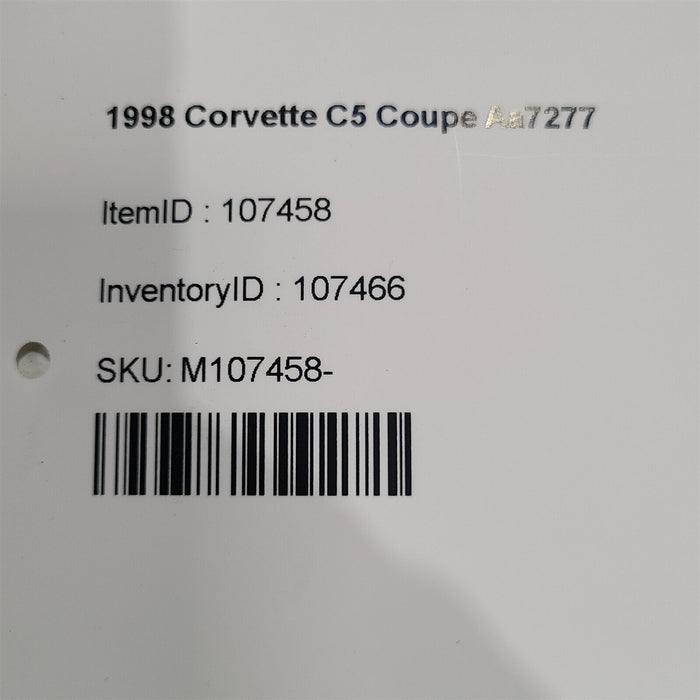 1998 Corvette C5 Coupe Aa7277
ItemID : 107458
InventoryID : 107466
SKU: M107458-